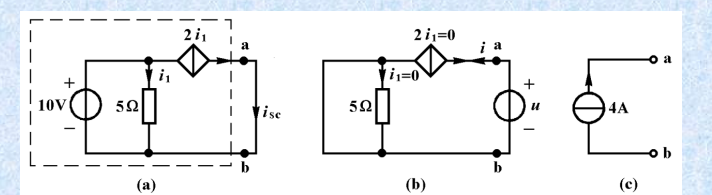 2 i₁
a
+
10V
−
i₁
5Ω
iSC
b
(a)
2 i₁=0
i
a
i₁=0
5Ω
+
u
−
b
(b)
a
4A
b
(c)